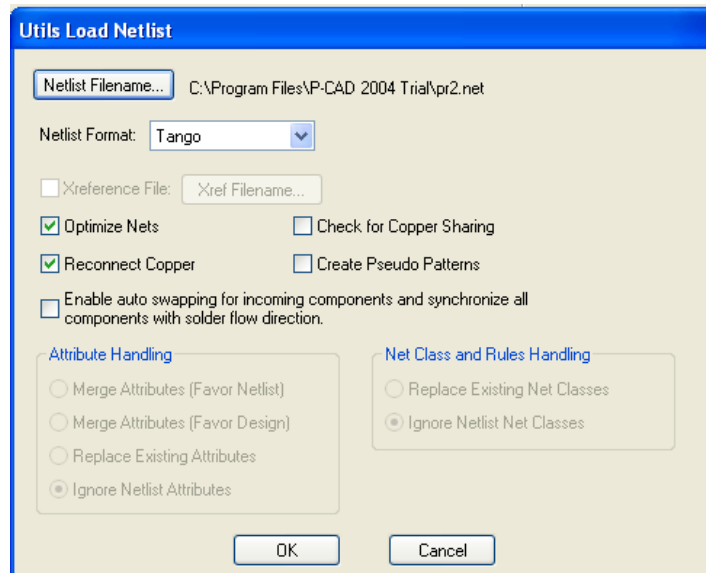 Utils Load Netlist
Netlist Filename... C:\Program Files\P-CAD 2004 Trial\pr2.net
Netlist Format: Tango
Xreference File: Xref Filename...
Optimize Nets Check for Copper Sharing
Reconnect Copper Create Pseudo Patterns
Enable auto swapping for incoming components and synchronize all
components with solder flow direction.
Attribute Handling Net Class and Rules Handling
Merge Attributes (Favor Netlist) Replace Existing Net Classes
Merge Attributes (Favor Design) Ignore Netlist Net Classes
Replace Existing Attributes
Ignore Netlist Attributes
OK Cancel